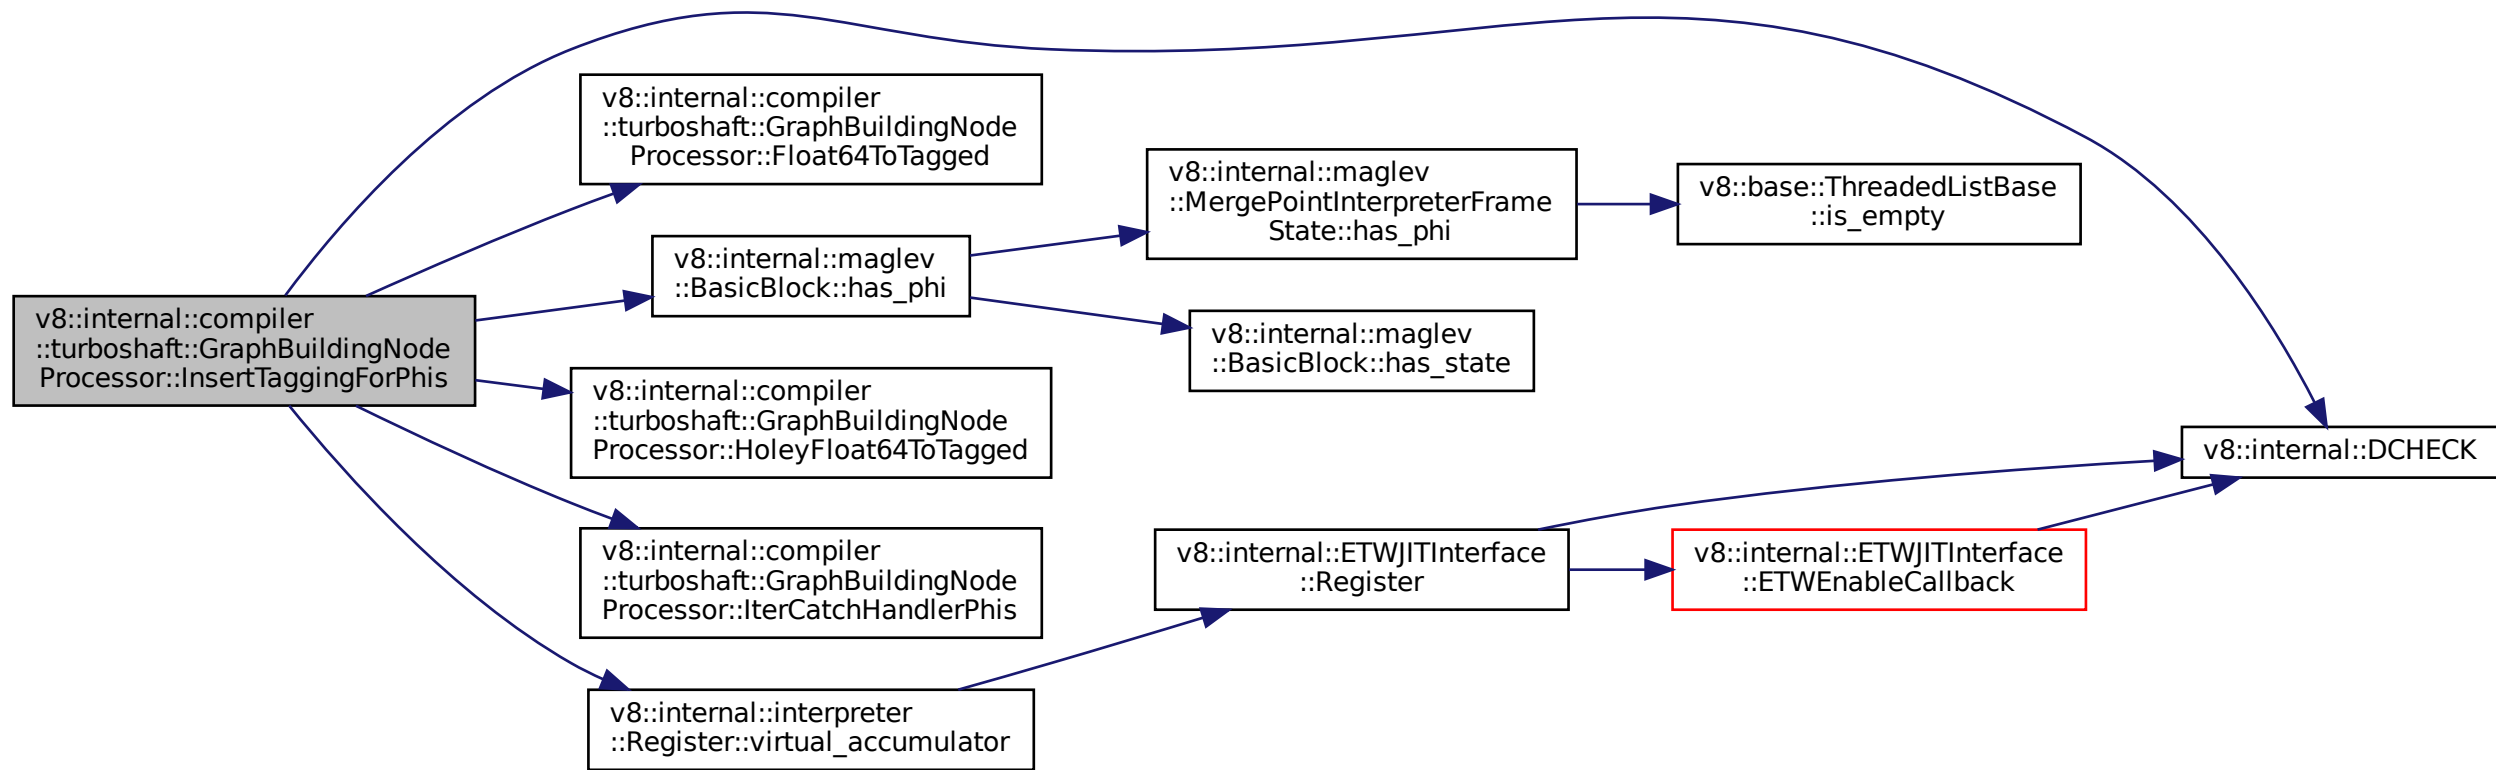 v8::internal::compiler
::turboshaft::GraphBuildingNode
Processor::InsertTaggingForPhis
v8::internal::compiler
::turboshaft::GraphBuildingNode
Processor::Float64ToTagged
v8::internal::maglev
::BasicBlock::has_phi
v8::internal::compiler
::turboshaft::GraphBuildingNode
Processor::HoleyFloat64ToTagged
v8::internal::compiler
::turboshaft::GraphBuildingNode
Processor::IterCatchHandlerPhis
v8::internal::interpreter
::Register::virtual_accumulator
v8::internal::maglev
::MergePointInterpreterFrame
State::has_phi
v8::internal::maglev
::BasicBlock::has_state
v8::internal::ETWJITInterface
::Register
v8::base::ThreadedListBase
::is_empty
v8::internal::ETWJITInterface
::ETWEnableCallback
v8::internal::DCHECK